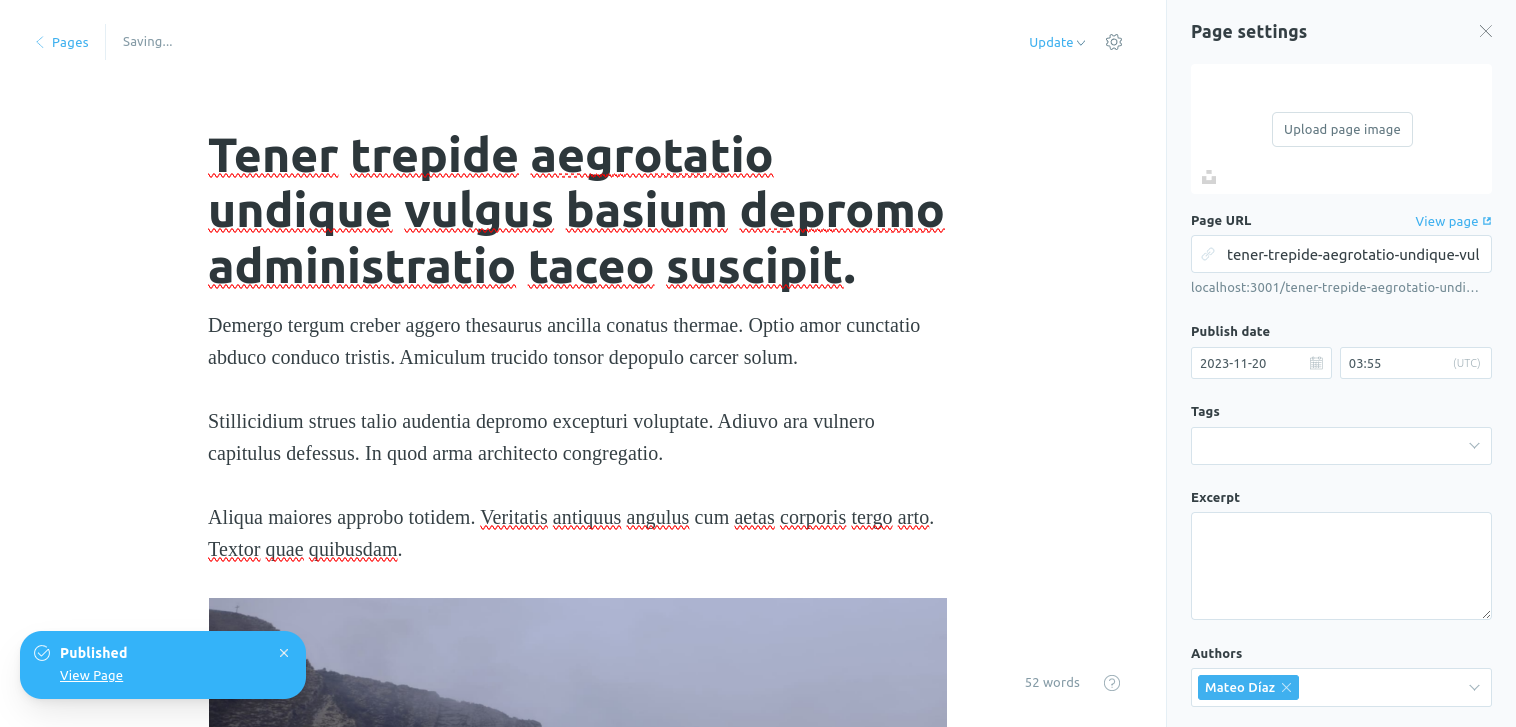 Pages
Saving...
Update
Tener trepide aegrotatio
undique vulgus basium depromo
administratio taceo suscipit.
Demergo tergum creber aggero thesaurus ancilla conatus thermae. Optio amor cunctatio
abduco conduco tristis. Amiculum trucido tonsor depopulo carcer solum.
Stillicidium strues talio audentia depromo excepturi voluptate. Adiuvo ara vulnero
capitulus defessus. In quod arma architecto congregatio.
Aliqua maiores approbo totidem. Veritatis antiquus angulus cum aetas corporis tergo arto.
Textor quae quibusdam.
Published
View Page
52 words
Page settings
Upload page image
Page URL
View page
tener-trepide-aegrotatio-undique-vul
localhost:3001/tener-trepide-aegrotatio-undi...
Publish date
2023-11-20
03:55
(UTC)
Tags
Excerpt
Authors
Mateo Díaz